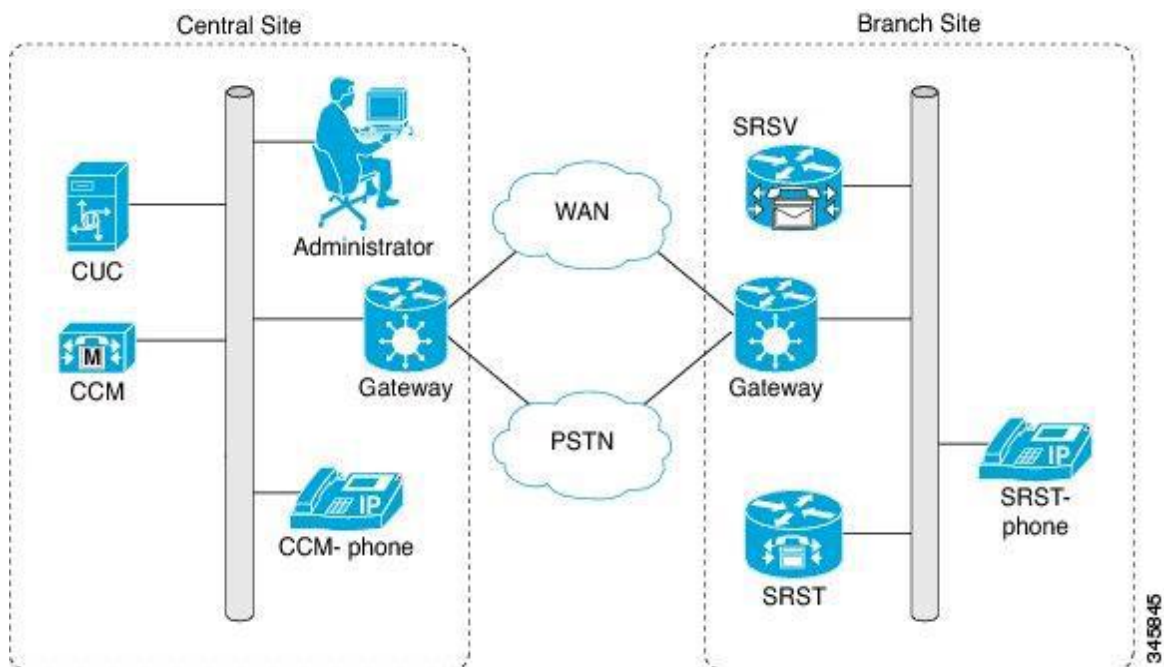 Central Site
Branch Site
SRSV
WAN
Administrator
CUC
M
CCM
Gateway
Gateway
PSTN
IP
IP
CCM- phone
SRST-
phone
SRST
345845